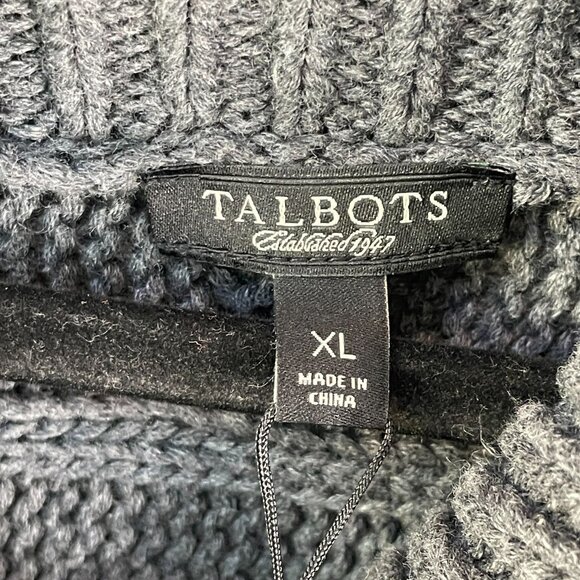 TALBOTS
Established 1947
XL
MADE IN
CHINA